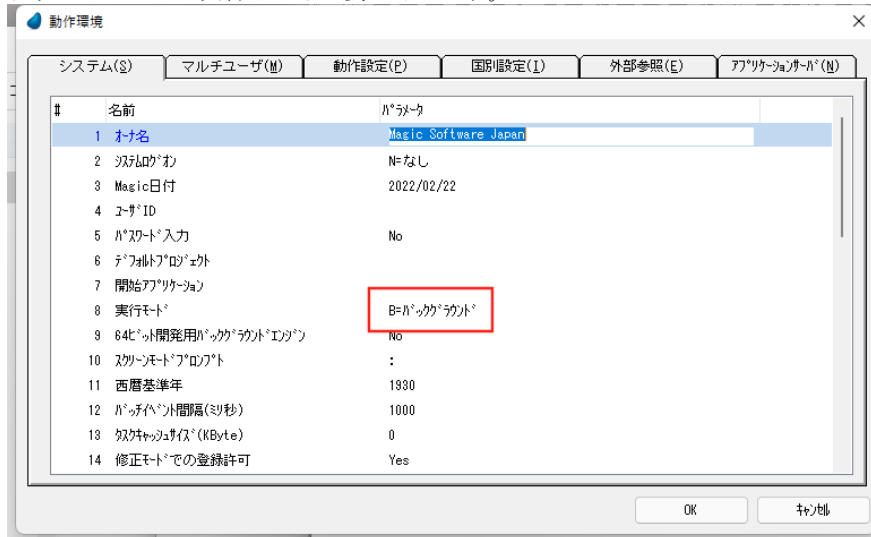 動作環境
システム(S) マルチユーザ(M) 動作設定(P) 国別設定(I) 外部参照(E) ｱﾌﾟﾘｹｰｼｮﾝｻｰﾊﾞ(N)
# 名前 ﾊﾟﾗﾒｰﾀ
1 ｵｰﾅ名 Magic Software Japan
2 ｼｽﾃﾑﾛｸﾞｵﾝ N=なし
3 Magic日付 2022/02/22
4 ﾕｰｻﾞID
5 ﾊﾟｽﾜｰﾄﾞ入力 No
6 ﾃﾞﾌｫﾙﾄﾌﾟﾛｼﾞｪｸﾄ
7 開始ｱﾌﾟﾘｹｰｼｮﾝ
8 実行ﾓｰﾄﾞ B=ﾊﾞｯｸｸﾞﾗｳﾝﾄﾞ
9 64ﾋﾞｯﾄ開発用ﾊﾞｯｸｸﾞﾗｳﾝﾄﾞｴﾝｼﾞﾝ No
10 ｽｸﾘｰﾝﾓｰﾄﾞﾌﾟﾛﾝﾌﾟﾄ :
11 西暦基準年 1930
12 ﾊﾞｯﾁｲﾍﾞﾝﾄ間隔(ﾐﾘ秒) 1000
13 ﾀｽｸｷｬｯｼｭｻｲｽﾞ(KByte) 0
14 修正ﾓｰﾄﾞでの登録許可 Yes
OK ｷｬﾝｾﾙ